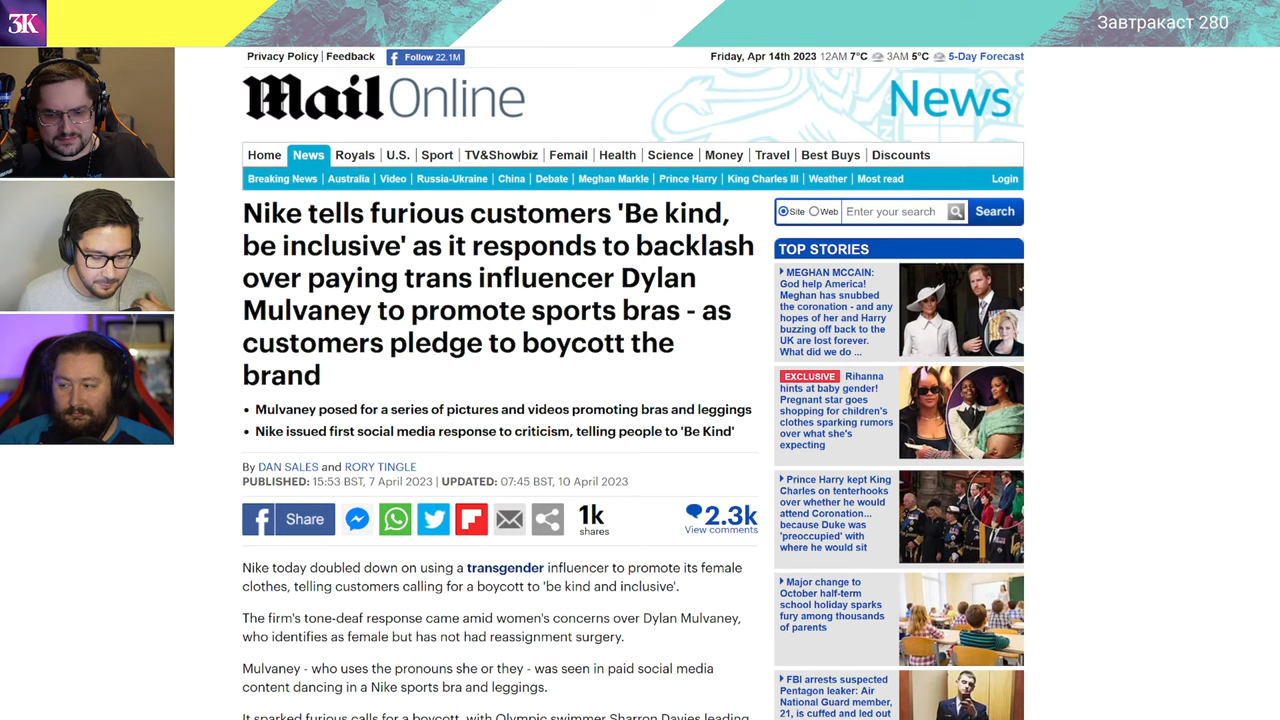 3K
Завтракаст 280
Privacy Policy | Feedback
Follow 22.1M
Friday, Apr 14th 2023 12AM 7°C 3AM 5°C 5-Day Forecast
Mail Online
News
Home News Royals U.S. Sport TV&Showbiz Femail Health Science Money Travel Best Buys Discounts
Breaking News Australia Video Russia-Ukraine China Debate Meghan Markle Prince Harry King Charles III Weather Most read Login
Nike tells furious customers 'Be kind,
be inclusive' as it responds to backlash
over paying trans influencer Dylan
Mulvaney to promote sports bras - as
customers pledge to boycott the
brand
• Mulvaney posed for a series of pictures and videos promoting bras and leggings
• Nike issued first social media response to criticism, telling people to 'Be Kind'
By DAN SALES and RORY TINGLE
PUBLISHED: 15:53 BST, 7 April 2023 | UPDATED: 07:45 BST, 10 April 2023
Share
1k
shares
2.3k
View comments
Nike today doubled down on using a transgender influencer to promote its female
clothes, telling customers calling for a boycott to 'be kind and inclusive'.
The firm's tone-deaf response came amid women's concerns over Dylan Mulvaney,
who identifies as female but has not had reassignment surgery.
Mulvaney - who uses the pronouns she or they - was seen in paid social media
content dancing in a Nike sports bra and leggings.
It sparked furious calls for a boycott, with Olympic swimmer Sharron Davies leading
Site Web Enter your search Search
TOP STORIES
MEGHAN MCCAIN:
God help America!
Meghan has snubbed
the coronation - and any
hopes of her and Harry
buzzing off back to the
UK are lost forever.
What did we do ...
EXCLUSIVE Rihanna
hints at baby gender!
Pregnant star goes
shopping for children's
clothes sparking rumors
over what she's
expecting
Prince Harry kept King
Charles on tenterhooks
over whether he would
attend Coronation...
because Duke was
'preoccupied' with
where he would sit
Major change to
October half-term
school holiday sparks
fury among thousands
of parents
FBI arrests suspected
Pentagon leaker: Air
National Guard member,
21, is cuffed and led out